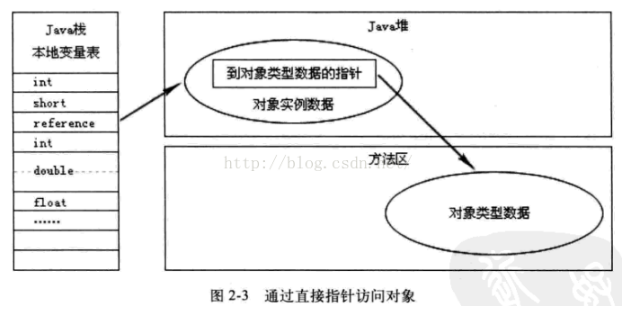 Java栈
本地变量表
int
short
reference
int
double
float
……
Java堆
到对象类型数据的指针
对象实例数据
http://blog.csdn.net/
方法区
对象类型数据
图 2-3 通过直接指针访问对象